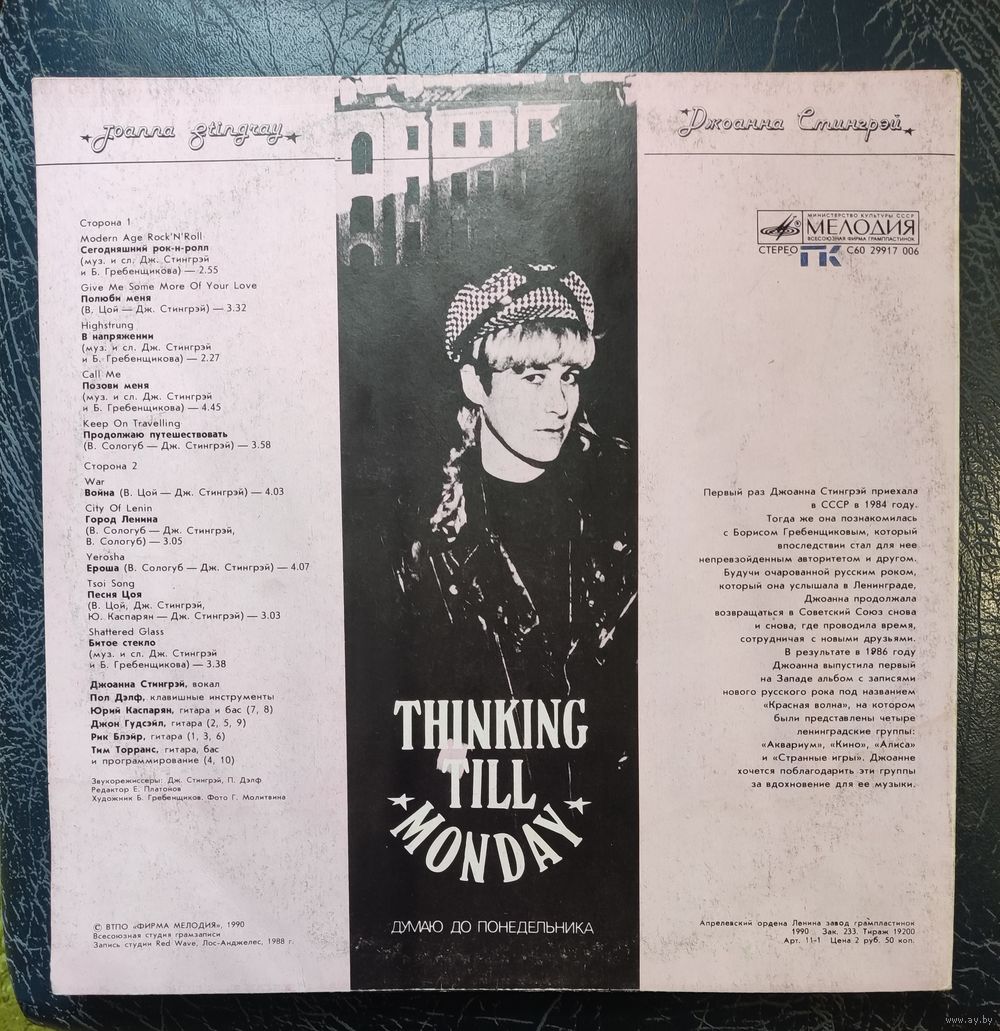 Joanna Stingray
Джоанна Стингрэй
Сторона 1
Modern Age Rock'N'Roll
Сегодняшний рок-н-ролл
(муз. и сл. Дж. Стингрэй
и Б. Гребенщикова) — 2.55
Give Me Some More Of Your Love
Полюби меня
(В. Цой — Дж. Стингрэй) — 3.32
Highstrung
В напряжении
(муз. и сл. Дж. Стингрэй
и Б. Гребенщикова) — 2.27
Call Me
Позови меня
(муз. и сл. Дж. Стингрэй
и Б. Гребенщикова) — 4.45
Keep On Travelling
Продолжаю путешествовать
(В. Сологуб — Дж. Стингрэй) — 3.58
Сторона 2
War
Война (В. Цой — Дж. Стингрэй) — 4.03
City Of Lenin
Город Ленина
(В. Сологуб — Дж. Стингрэй,
В. Сологуб) — 3.05
Yerosha
Ероша (В. Сологуб — Дж. Стингрэй) — 4.07
Tsoi Song
Песня Цоя
(В. Цой, Дж. Стингрэй,
Ю. Каспарян — Дж. Стингрэй) — 3.03
Shattered Glass
Битое стекло
(муз. и сл. Дж. Стингрэй
и Б. Гребенщикова) — 3.38
Джоанна Стингрэй, вокал
Пол Дэлф, клавишные инструменты
Юрий Каспарян, гитара и бас (7, 8)
Джон Гудсэйл, гитара (2, 5, 9)
Рик Блэйр, гитара (1, 3, 6)
Тим Торранс, гитара, бас
и программирование (4, 10)
Звукорежиссеры: Дж. Стингрэй, П. Дэлф
Редактор Е. Платонов
Художник Б. Гребенщиков. Фото Г. Молитвина
© ВТПО «ФИРМА МЕЛОДИЯ», 1990
Всесоюзная студия грамзаписи
Запись студии Red Wave, Лос-Анджелес, 1988 г.
THINKING
TILL
MONDAY
ДУМАЮ ДО ПОНЕДЕЛЬНИКА
МИНИСТЕРСТВО КУЛЬТУРЫ СССР
МЕЛОДИЯ
ВСЕСОЮЗНАЯ ФИРМА ГРАМПЛАСТИНОК
СТЕРЕО ГК С60 29917 006
Первый раз Джоанна Стингрэй приехала
в СССР в 1984 году.
Тогда же она познакомилась
с Борисом Гребенщиковым, который
впоследствии стал для нее
непревзойденным авторитетом и другом.
Будучи очарованной русским роком,
который она услышала в Ленинграде,
Джоанна продолжала
возвращаться в Советский Союз снова
и снова, где проводила время,
сотрудничая с новыми друзьями.
В результате в 1986 году
Джоанна выпустила первый
на Западе альбом с записями
нового русского рока под названием
«Красная волна», на котором
были представлены четыре
ленинградские группы:
«Аквариум», «Кино», «Алиса»
и «Странные игры». Джоанне
хочется поблагодарить эти группы
за вдохновение для ее музыки.
Апрелевский ордена Ленина завод грампластинок
1990 Зак. 233. Тираж 19200
Арт. 11-1 Цена 2 руб. 50 коп.
www.ay.by